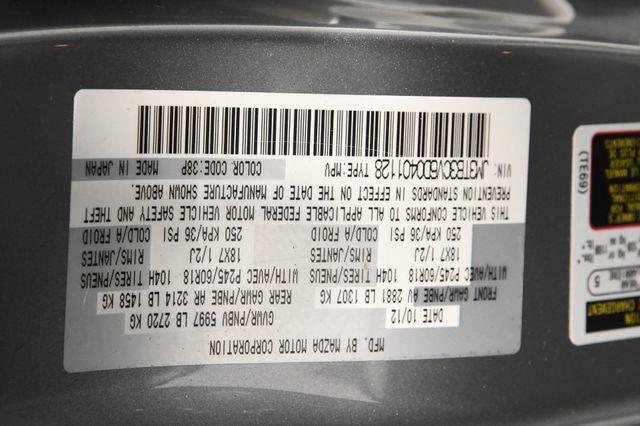 MFD. BY MAZDA MOTOR CORPORATION
DATE 10/12 GVWR/PNBV 5997 LB 2720 KG
FRONT GAWR/PNBE AV 2881 LB 1307 KG REAR GAWR/PNBE AR 3214 LB 1458 KG
WITH/AVEC P245/60R18 TIRES/PNEUS 104H WITH/AVEC P245/60R18 TIRES/PNEUS 104H
18X7 1/2J RIMS/JANTES 18X7 1/2J RIMS/JANTES
250 KPA/36 PSI COLD/A FROID 250 KPA/36 PSI COLD/A FROID
THIS VEHICLE CONFORMS TO ALL APPLICABLE FEDERAL MOTOR VEHICLE SAFETY AND THEFT
PREVENTION STANDARDS IN EFFECT ON THE DATE OF MANUFACTURE SHOWN ABOVE.
VIN: JM3TB3CV6D0401128 TYPE:MPV COLOR CODE:38P MADE IN JAPAN
CHARGEMENT
5
(TE69)